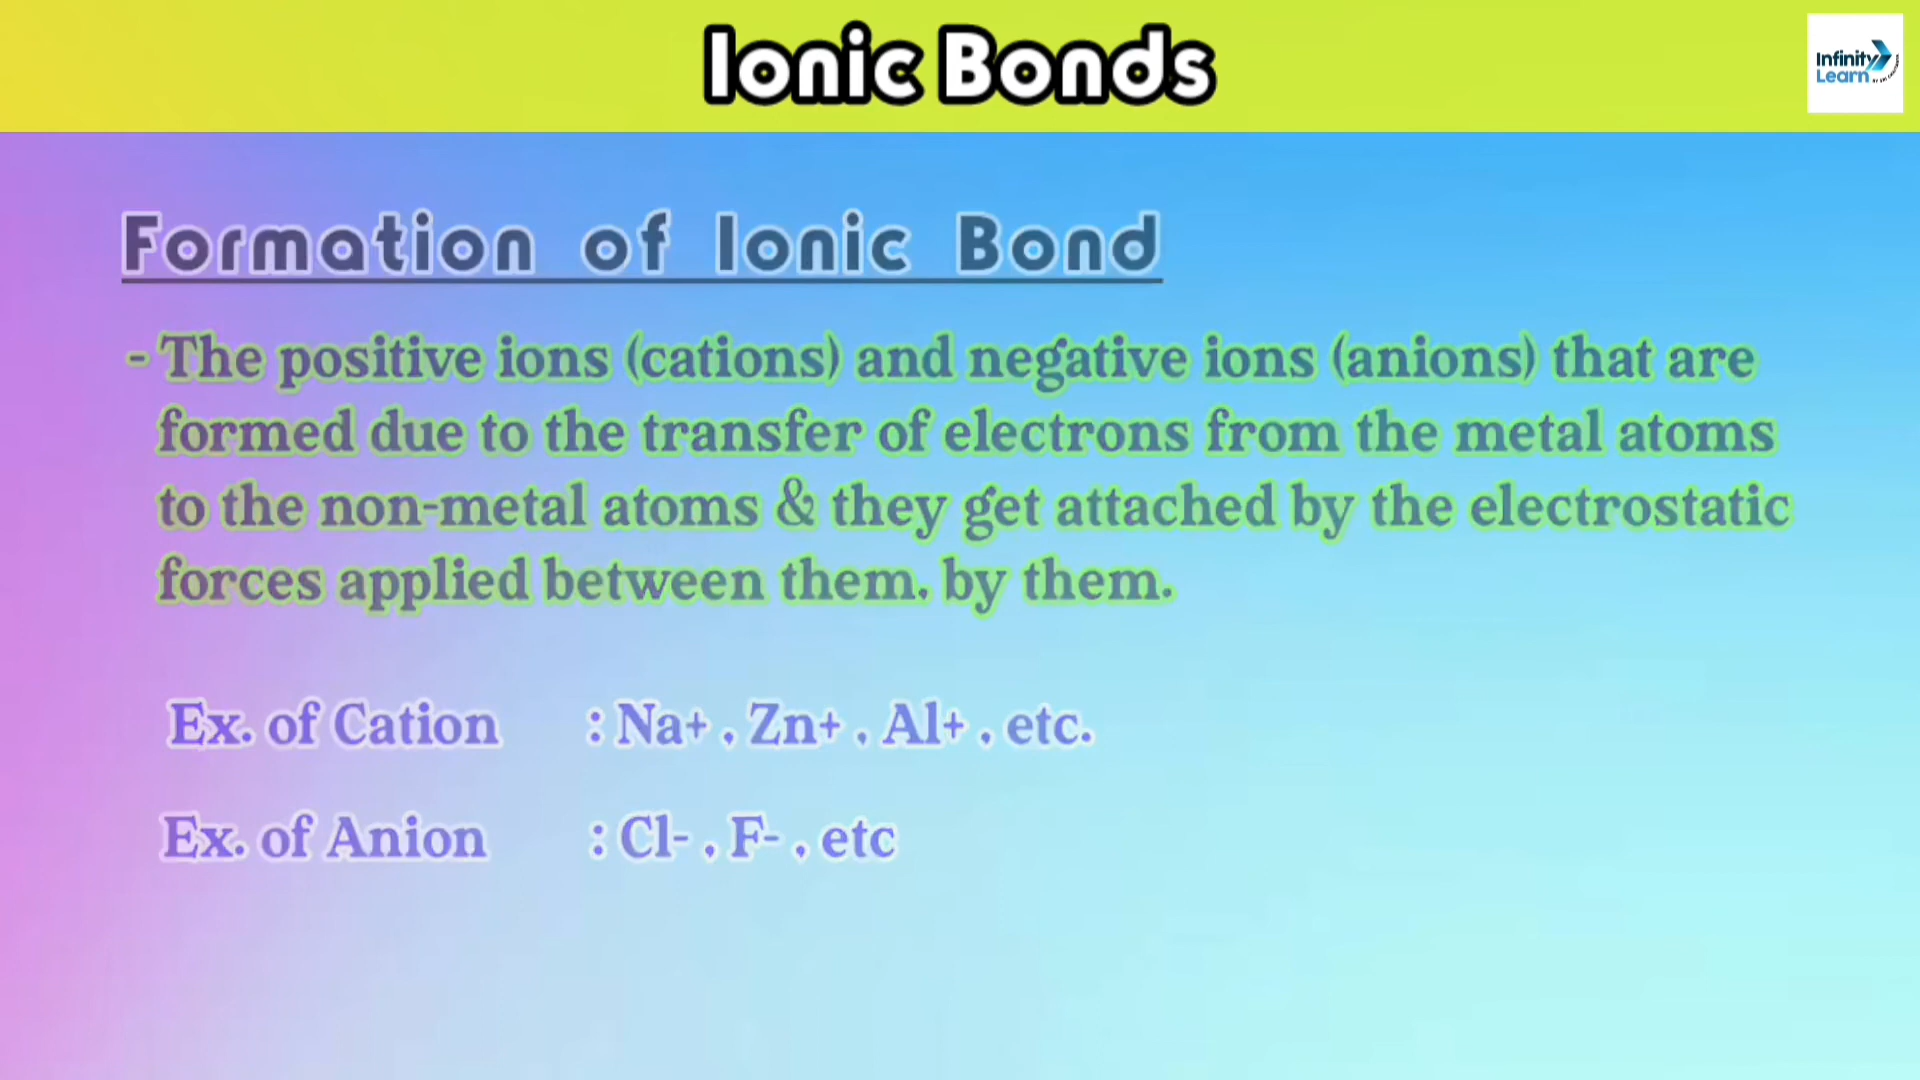 Ionic Bonds
Infinity
Learn
Formation of Ionic Bond
- The positive ions (cations) and negative ions (anions) that are
formed due to the transfer of electrons from the metal atoms
to the non-metal atoms & they get attached by the electrostatic
forces applied between them. by them.
Ex. of Cation : Na+ , Zn+ , Al+ , etc.
Ex. of Anion : Cl- , F- , etc